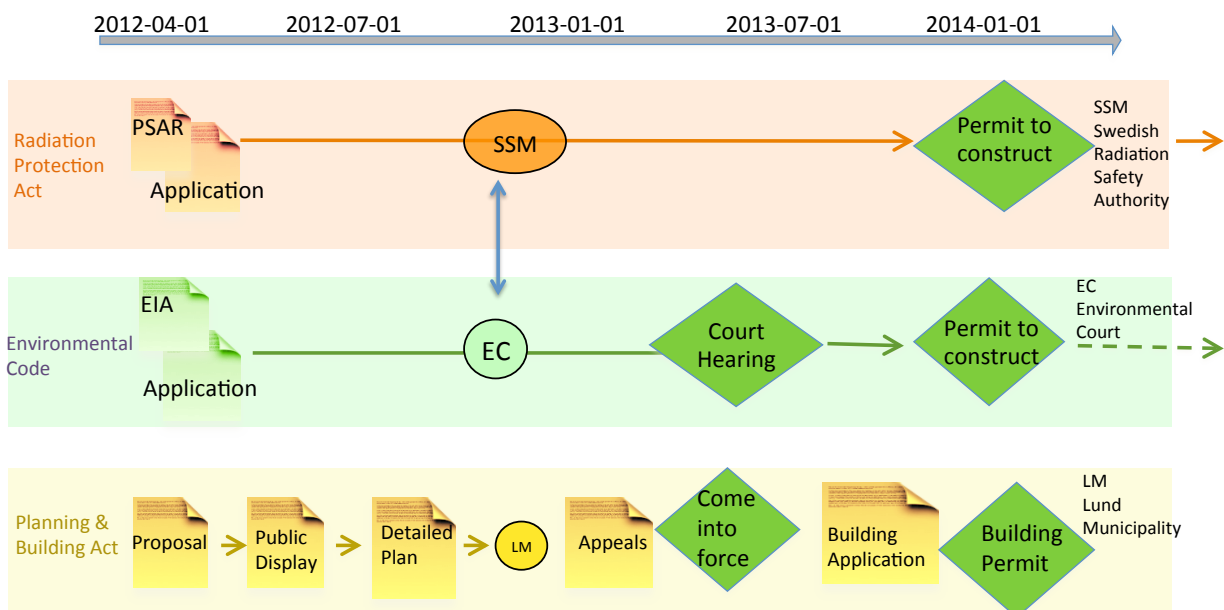 2012-04-01 2012-07-01 2013-01-01 2013-07-01 2014-01-01
Radiation
Protection
Act
PSAR
Application
SSM
Permit to
construct
SSM
Swedish
Radiation
Safety
Authority
Environmental
Code
EIA
Application
EC
Court
Hearing
Permit to
construct
EC
Environmental
Court
Planning &
Building Act
Proposal
Public
Display
Detailed
Plan
LM
Appeals
Come
into
force
Building
Application
Building
Permit
LM
Lund
Municipality